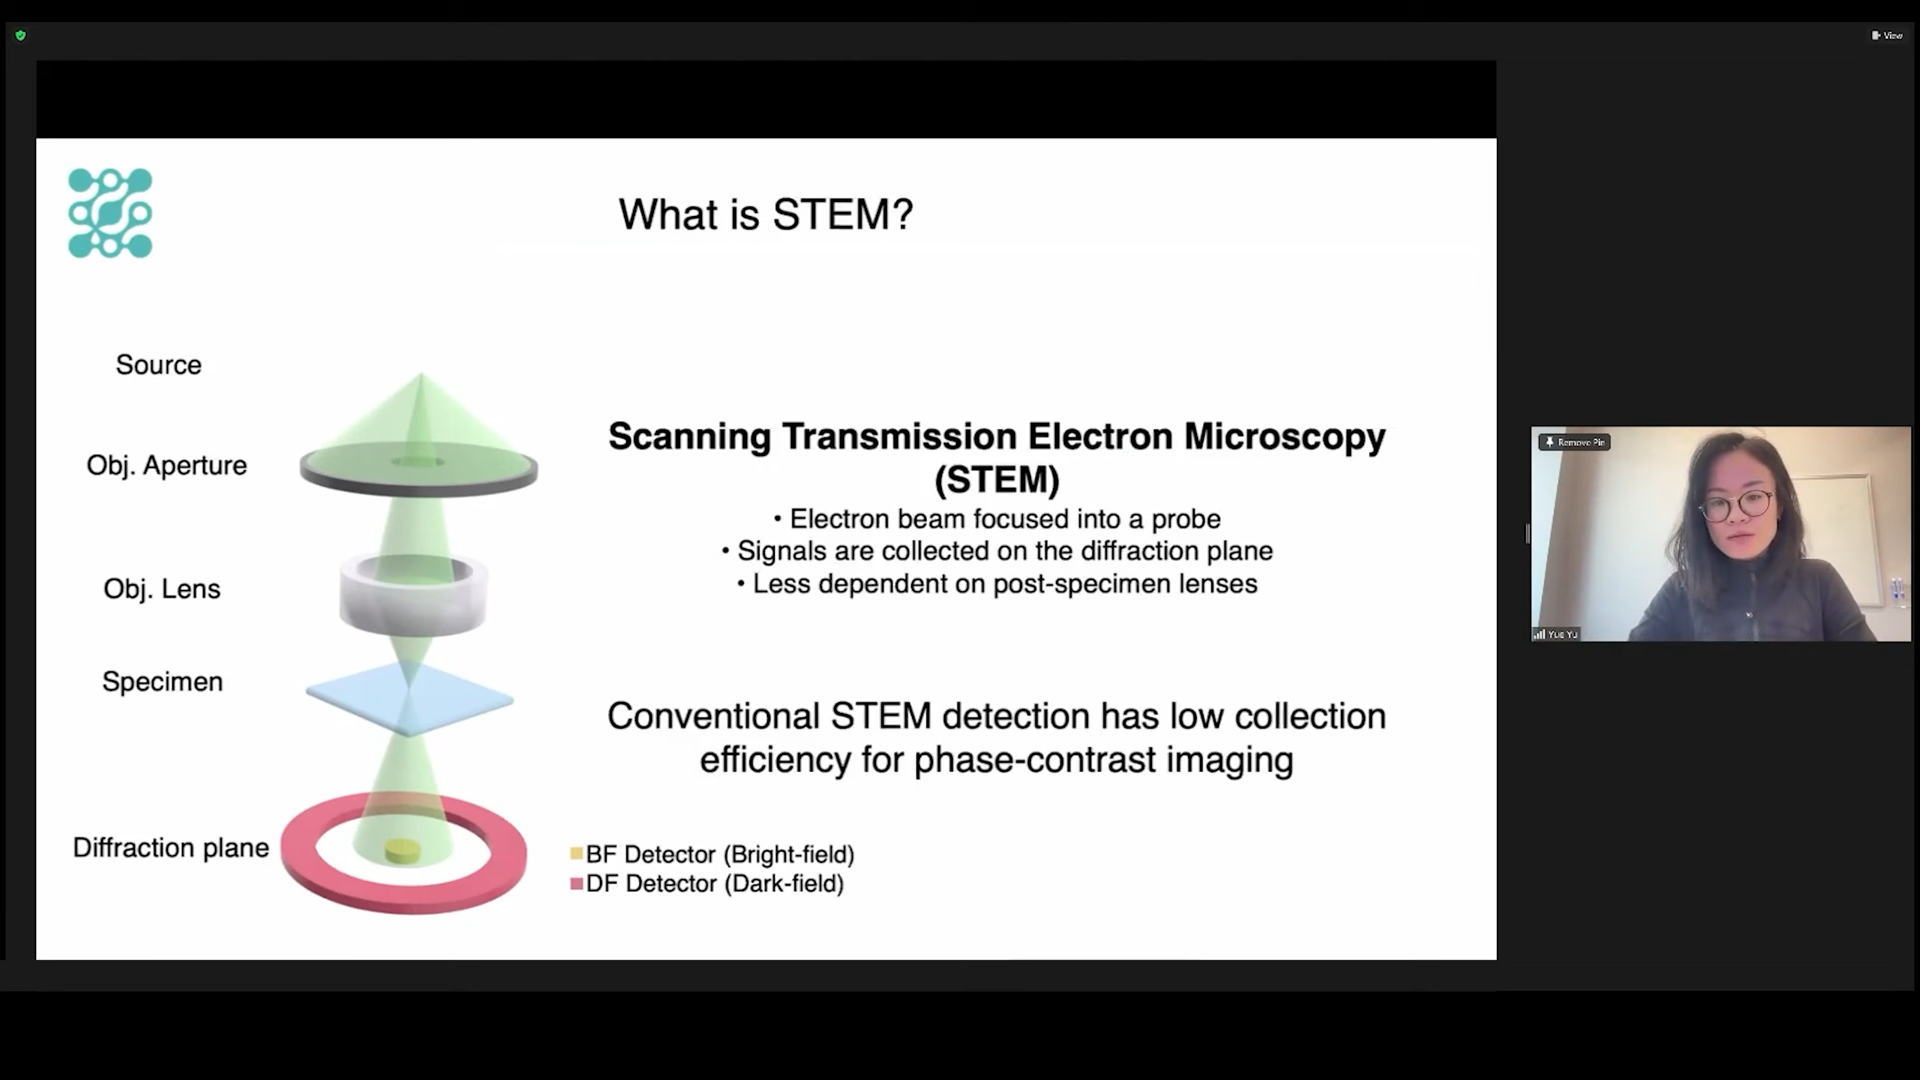 View
What is STEM?
Source
Obj. Aperture
Obj. Lens
Specimen
Diffraction plane
Scanning Transmission Electron Microscopy
(STEM)
• Electron beam focused into a probe
• Signals are collected on the diffraction plane
• Less dependent on post-specimen lenses
Conventional STEM detection has low collection
efficiency for phase-contrast imaging
BF Detector (Bright-field)
DF Detector (Dark-field)
Remove Pin
Yue Yu